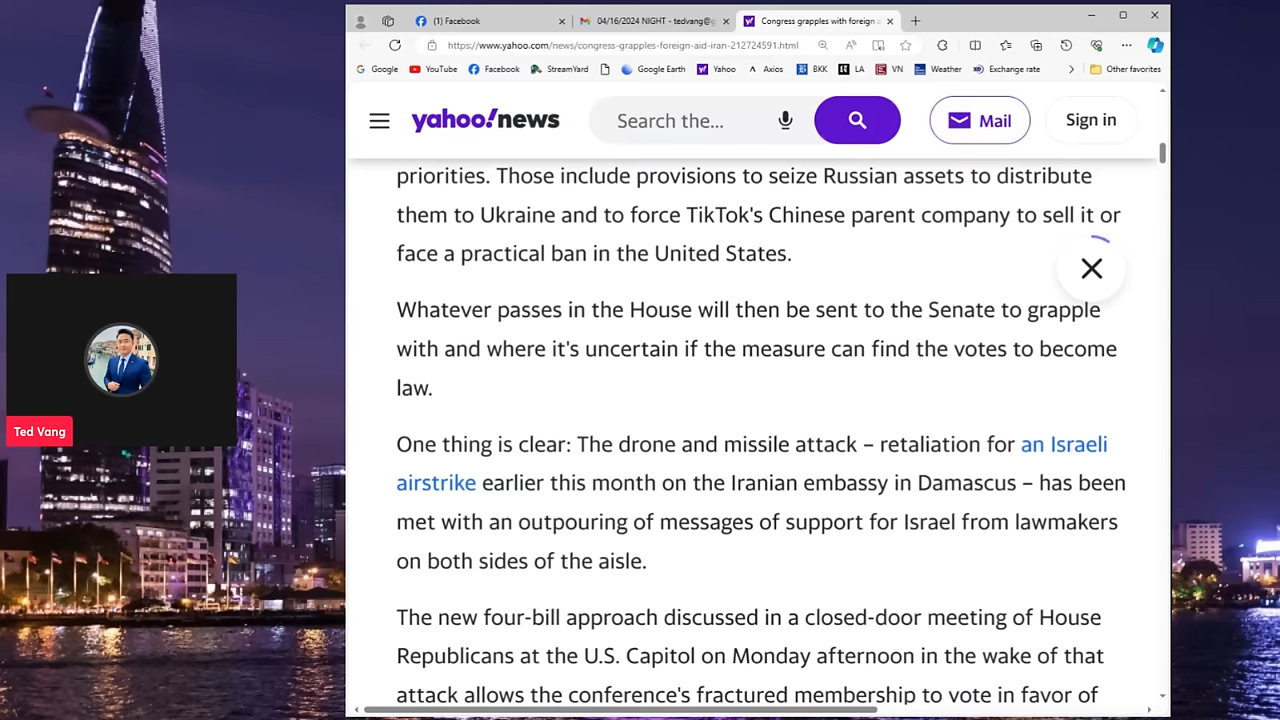 (1) Facebook
04/16/2024 NIGHT - tedvang@
Congress grapples with foreign
https://www.yahoo.com/news/congress-grapples-foreign-aid-iran-212724591.html
Google YouTube Facebook StreamYard Google Earth Yahoo Axios BKK LA VN Weather Exchange rate Other favorites
yahoo!news
Search the...
Mail
Sign in
priorities. Those include provisions to seize Russian assets to distribute
them to Ukraine and to force TikTok's Chinese parent company to sell it or
face a practical ban in the United States.
Whatever passes in the House will then be sent to the Senate to grapple
with and where it's uncertain if the measure can find the votes to become
law.
One thing is clear: The drone and missile attack – retaliation for an Israeli
airstrike earlier this month on the Iranian embassy in Damascus – has been
met with an outpouring of messages of support for Israel from lawmakers
on both sides of the aisle.
The new four-bill approach discussed in a closed-door meeting of House
Republicans at the U.S. Capitol on Monday afternoon in the wake of that
attack allows the conference's fractured membership to vote in favor of
Ted Vang